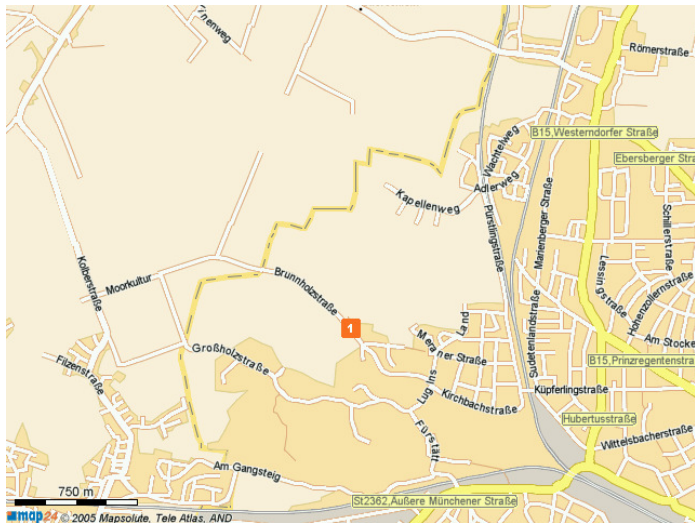 Römerstraße
B15,Westerndorfer Straße
Wachtelweg
Ebersberger Stra
Adlerweg
Kapellenweg
Pürstlingstraße
Marienberger Straße
Schillerstraße
Lessingstraße
Hohenzollernstraße
Kolberstraße
Moorkultur
Brunnholzstraße
1
Sudetenlandstraße
Am Stocke
Meraner Straße
Lug Ins Land
Großholzstraße
B15,Prinzregentenstra
Filzenstraße
Kirchbachstraße
Küpferlingstraße
Hubertusstraße
Fürstätt
Wittelsbacherstraße
Am Gangsteig
750 m
St2362,Äußere Münchener Straße
map24 © 2005 Mapsolute, Tele Atlas, AND